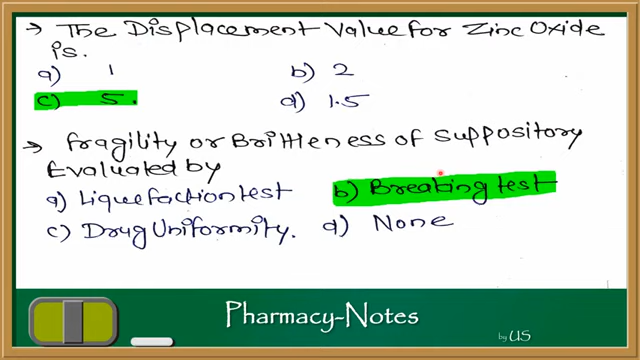 → The Displacement Value for Zinc Oxide
is.
a) 1 b) 2
c) 5. d) 1.5
→ Fragility or Brittleness of Suppository
Evaluated by
a) Liquefaction test b) Breaking test
c) Drug Uniformity. d) None
Pharmacy-Notes
by US